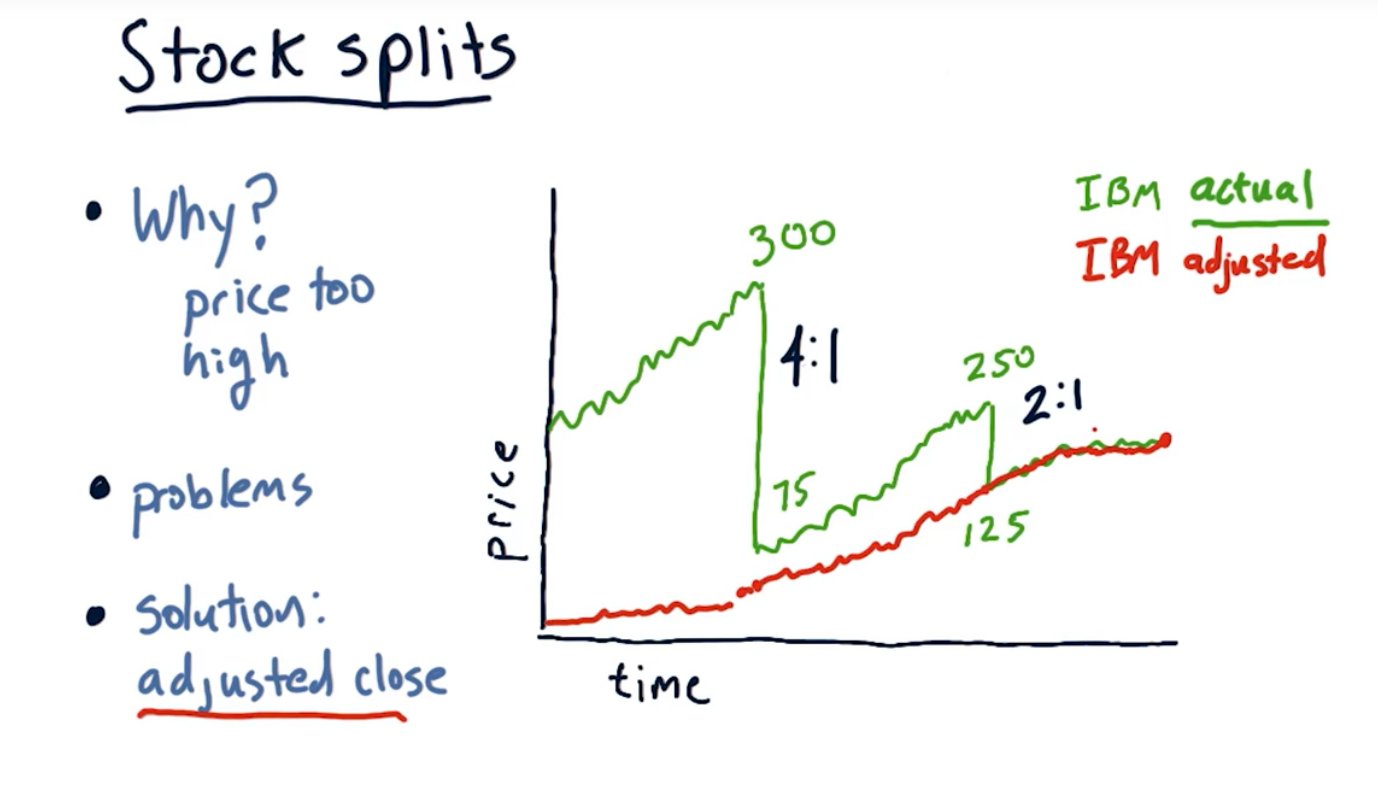 Stock splits
• Why?
price too
high
• problems
• solution:
adjusted close
IBM actual
IBM adjusted
300
4:1
75
250
2:1
125
price
time